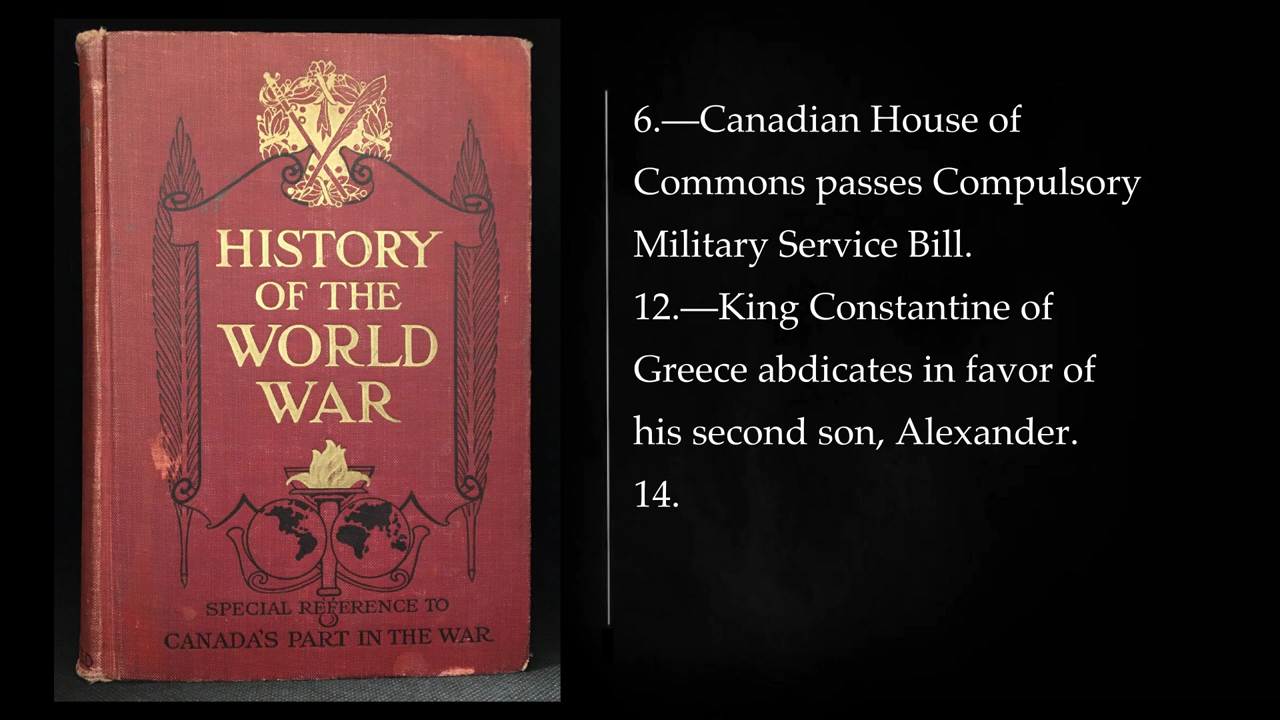 HISTORY
OF THE
WORLD
WAR
SPECIAL REFERENCE TO
CANADA'S PART IN THE WAR
6.—Canadian House of
Commons passes Compulsory
Military Service Bill.
12.—King Constantine of
Greece abdicates in favor of
his second son, Alexander.
14.